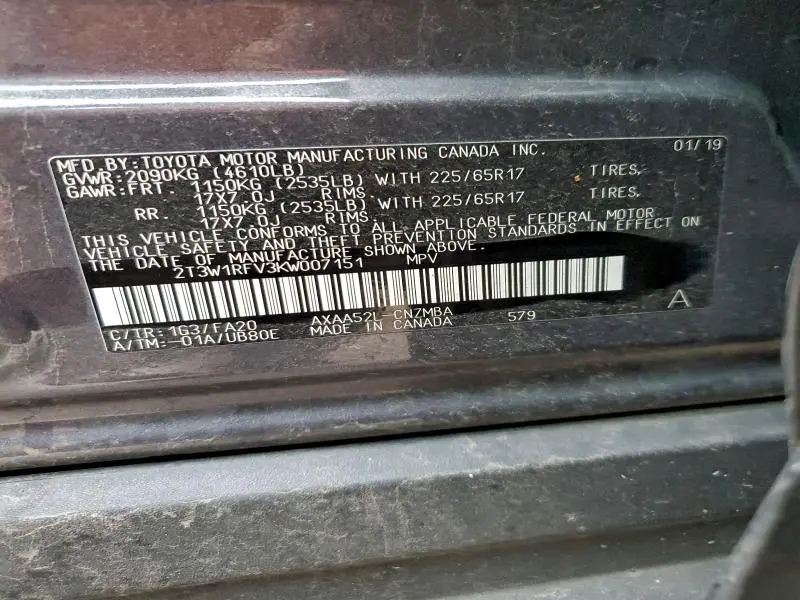 MFD.BY:TOYOTA MOTOR MANUFACTURING CANADA INC. 01/19
GVWR:2090KG (4610LB)
GAWR:FRT. 1150KG (2535LB) WITH 225/65R17 TIRES,
17X7.0J RIMS
RR. 1150KG (2535LB) WITH 225/65R17 TIRES,
17X7.0J RIMS
THIS VEHICLE CONFORMS TO ALL APPLICABLE FEDERAL MOTOR
VEHICLE SAFETY AND THEFT PREVENTION STANDARDS IN EFFECT ON
THE DATE OF MANUFACTURE SHOWN ABOVE.
2T3W1RFV3KW007151 MPV
C/TR: 1G3/FA20 AXAA52L-CNZMBA 579 A
A/TM:-01A/UB80E MADE IN CANADA